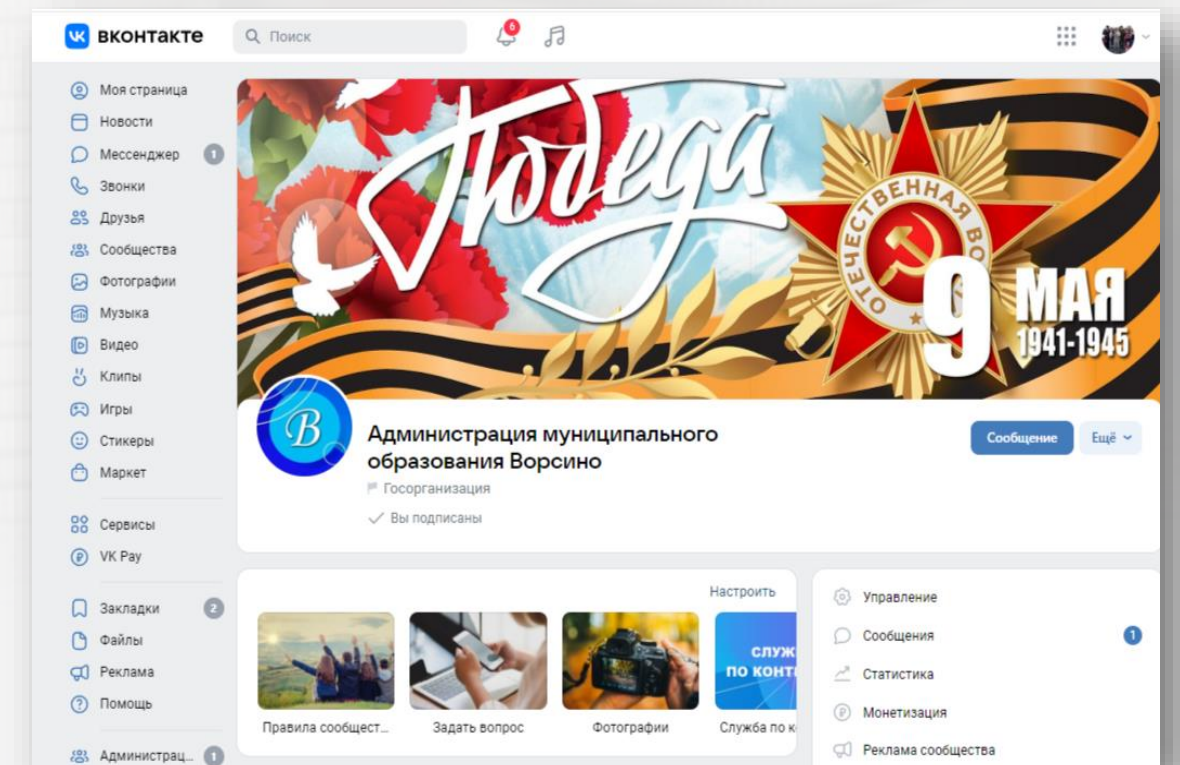 вконтакте
Поиск
6
Моя страница
Новости
Мессенджер 1
Звонки
Друзья
Сообщества
Фотографии
Музыка
Видео
Клипы
Игры
Стикеры
Маркет
Сервисы
VK Pay
Закладки 2
Файлы
Реклама
Помощь
Администрац... 1
Победа
ОТЕЧЕСТВЕННАЯ ВО
9 МАЯ
1941-1945
В
Администрация муниципального
образования Ворсино
Госорганизация
Вы подписаны
Сообщение
Ещё
Настроить
СЛУЖ
ПО КОНТ
Правила сообщест...
Задать вопрос
Фотографии
Служба по к
Управление
Сообщения 1
Статистика
Монетизация
Реклама сообщества